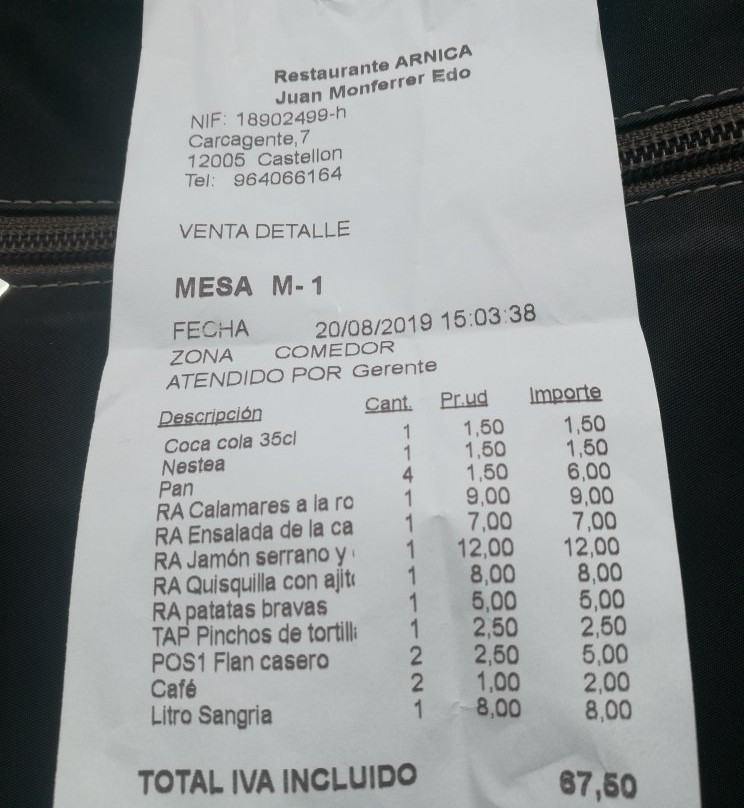 Restaurante ARNICA
Juan Monferrer Edo
NIF: 18902499-h
Carcagente,7
12005 Castellon
Tel: 964066164
VENTA DETALLE
MESA M-1
FECHA 20/08/2019 15:03:38
ZONA COMEDOR
ATENDIDO POR Gerente
Descripción Cant. Pr.ud Importe
Coca cola 35cl 1 1,50 1,50
Nestea 1 1,50 1,50
Pan 4 1,50 6,00
RA Calamares a la ro 1 9,00 9,00
RA Ensalada de la ca 1 7,00 7,00
RA Jamón serrano y 1 12,00 12,00
RA Quisquilla con ajit 1 8,00 8,00
RA patatas bravas 1 5,00 5,00
TAP Pinchos de tortill 1 2,50 2,50
POS1 Flan casero 2 2,50 5,00
Café 2 1,00 2,00
Litro Sangria 1 8,00 8,00
TOTAL IVA INCLUIDO 67,50